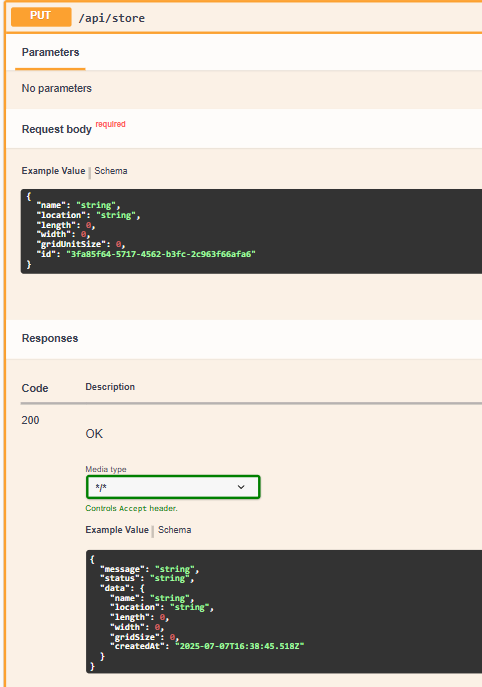 PUT /api/store
Parameters
No parameters
Request body required
Example Value | Schema
{
  "name": "string",
  "location": "string",
  "length": 0,
  "width": 0,
  "gridUnitSize": 0,
  "id": "3fa85f64-5717-4562-b3fc-2c963f66afa6"
}
Responses
Code Description
200
OK
Media type
*/*
Controls Accept header.
Example Value | Schema
{
  "message": "string",
  "status": "string",
  "data": {
    "name": "string",
    "location": "string",
    "length": 0,
    "width": 0,
    "gridSize": 0,
    "createdAt": "2025-07-07T16:38:45.518Z"
  }
}